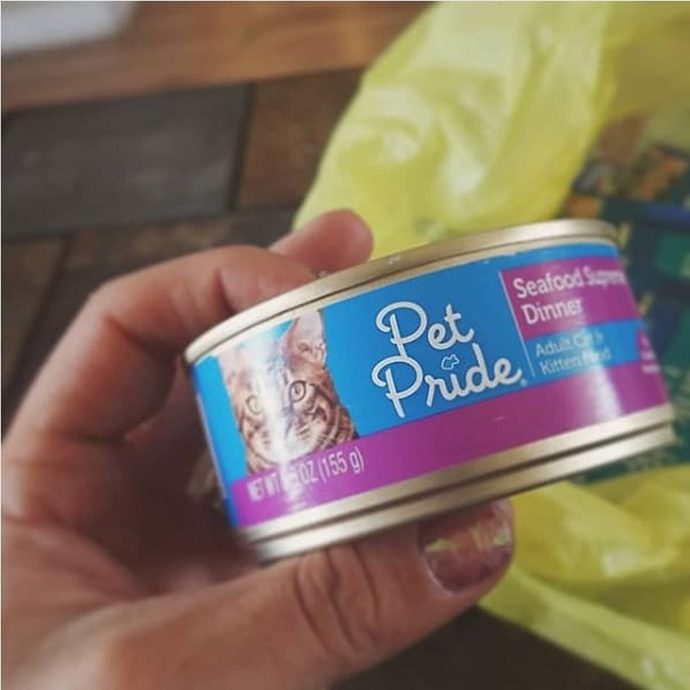 Pet
Pride®
Seafood Supreme
Dinner
Adult Cat &
Kitten Food
NET WT OZ (155 g)